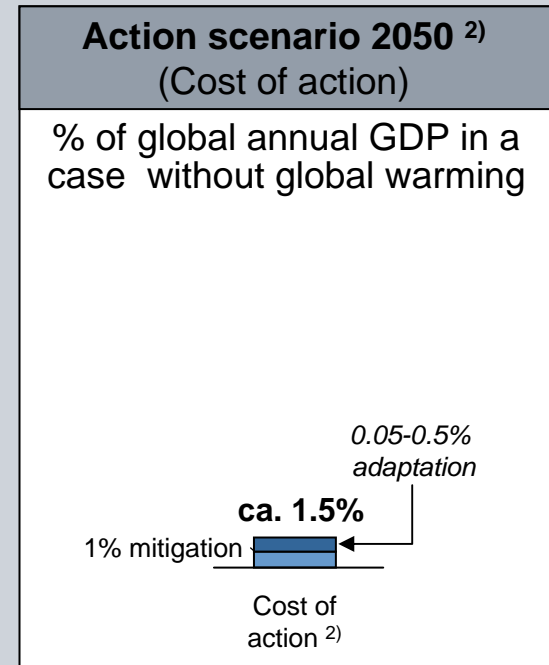 Action scenario 2050 2)
(Cost of action)
% of global annual GDP in a
case without global warming
0.05-0.5%
adaptation
ca. 1.5%
1% mitigation
Cost of
action 2)